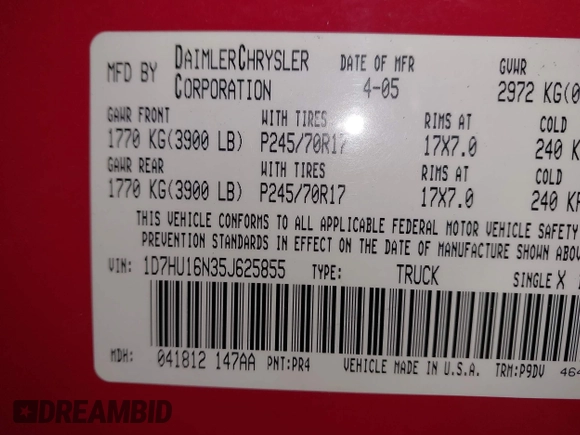 MFD BY DAIMLERCHRYSLER CORPORATION DATE OF MFR 4-05 GVWR 2972 KG(
GAWR FRONT WITH TIRES RIMS AT COLD
1770 KG(3900 LB) P245/70R17 17X7.0 240 K
GAWR REAR WITH TIRES RIMS AT COLD
1770 KG(3900 LB) P245/70R17 17X7.0 240 KP
THIS VEHICLE CONFORMS TO ALL APPLICABLE FEDERAL MOTOR VEHICLE SAFETY
PREVENTION STANDARDS IN EFFECT ON THE DATE OF MANUFACTURE SHOWN ABOV
VIN: 1D7HU16N35J625855 TYPE: TRUCK SINGLE X
MDH: 041812 147AA PNT:PR4 VEHICLE MADE IN U.S.A. TRM:P9DV 464
DREAMBID